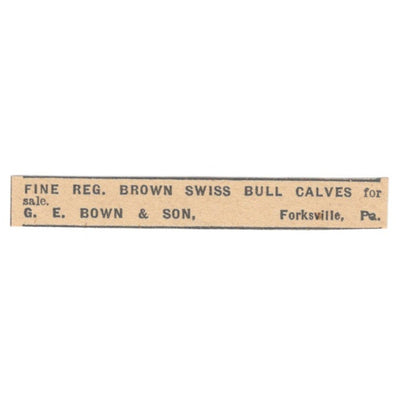 FINE REG. BROWN SWISS BULL CALVES for
sale.
G. E. BOWN & SON, Forksville, Pa.